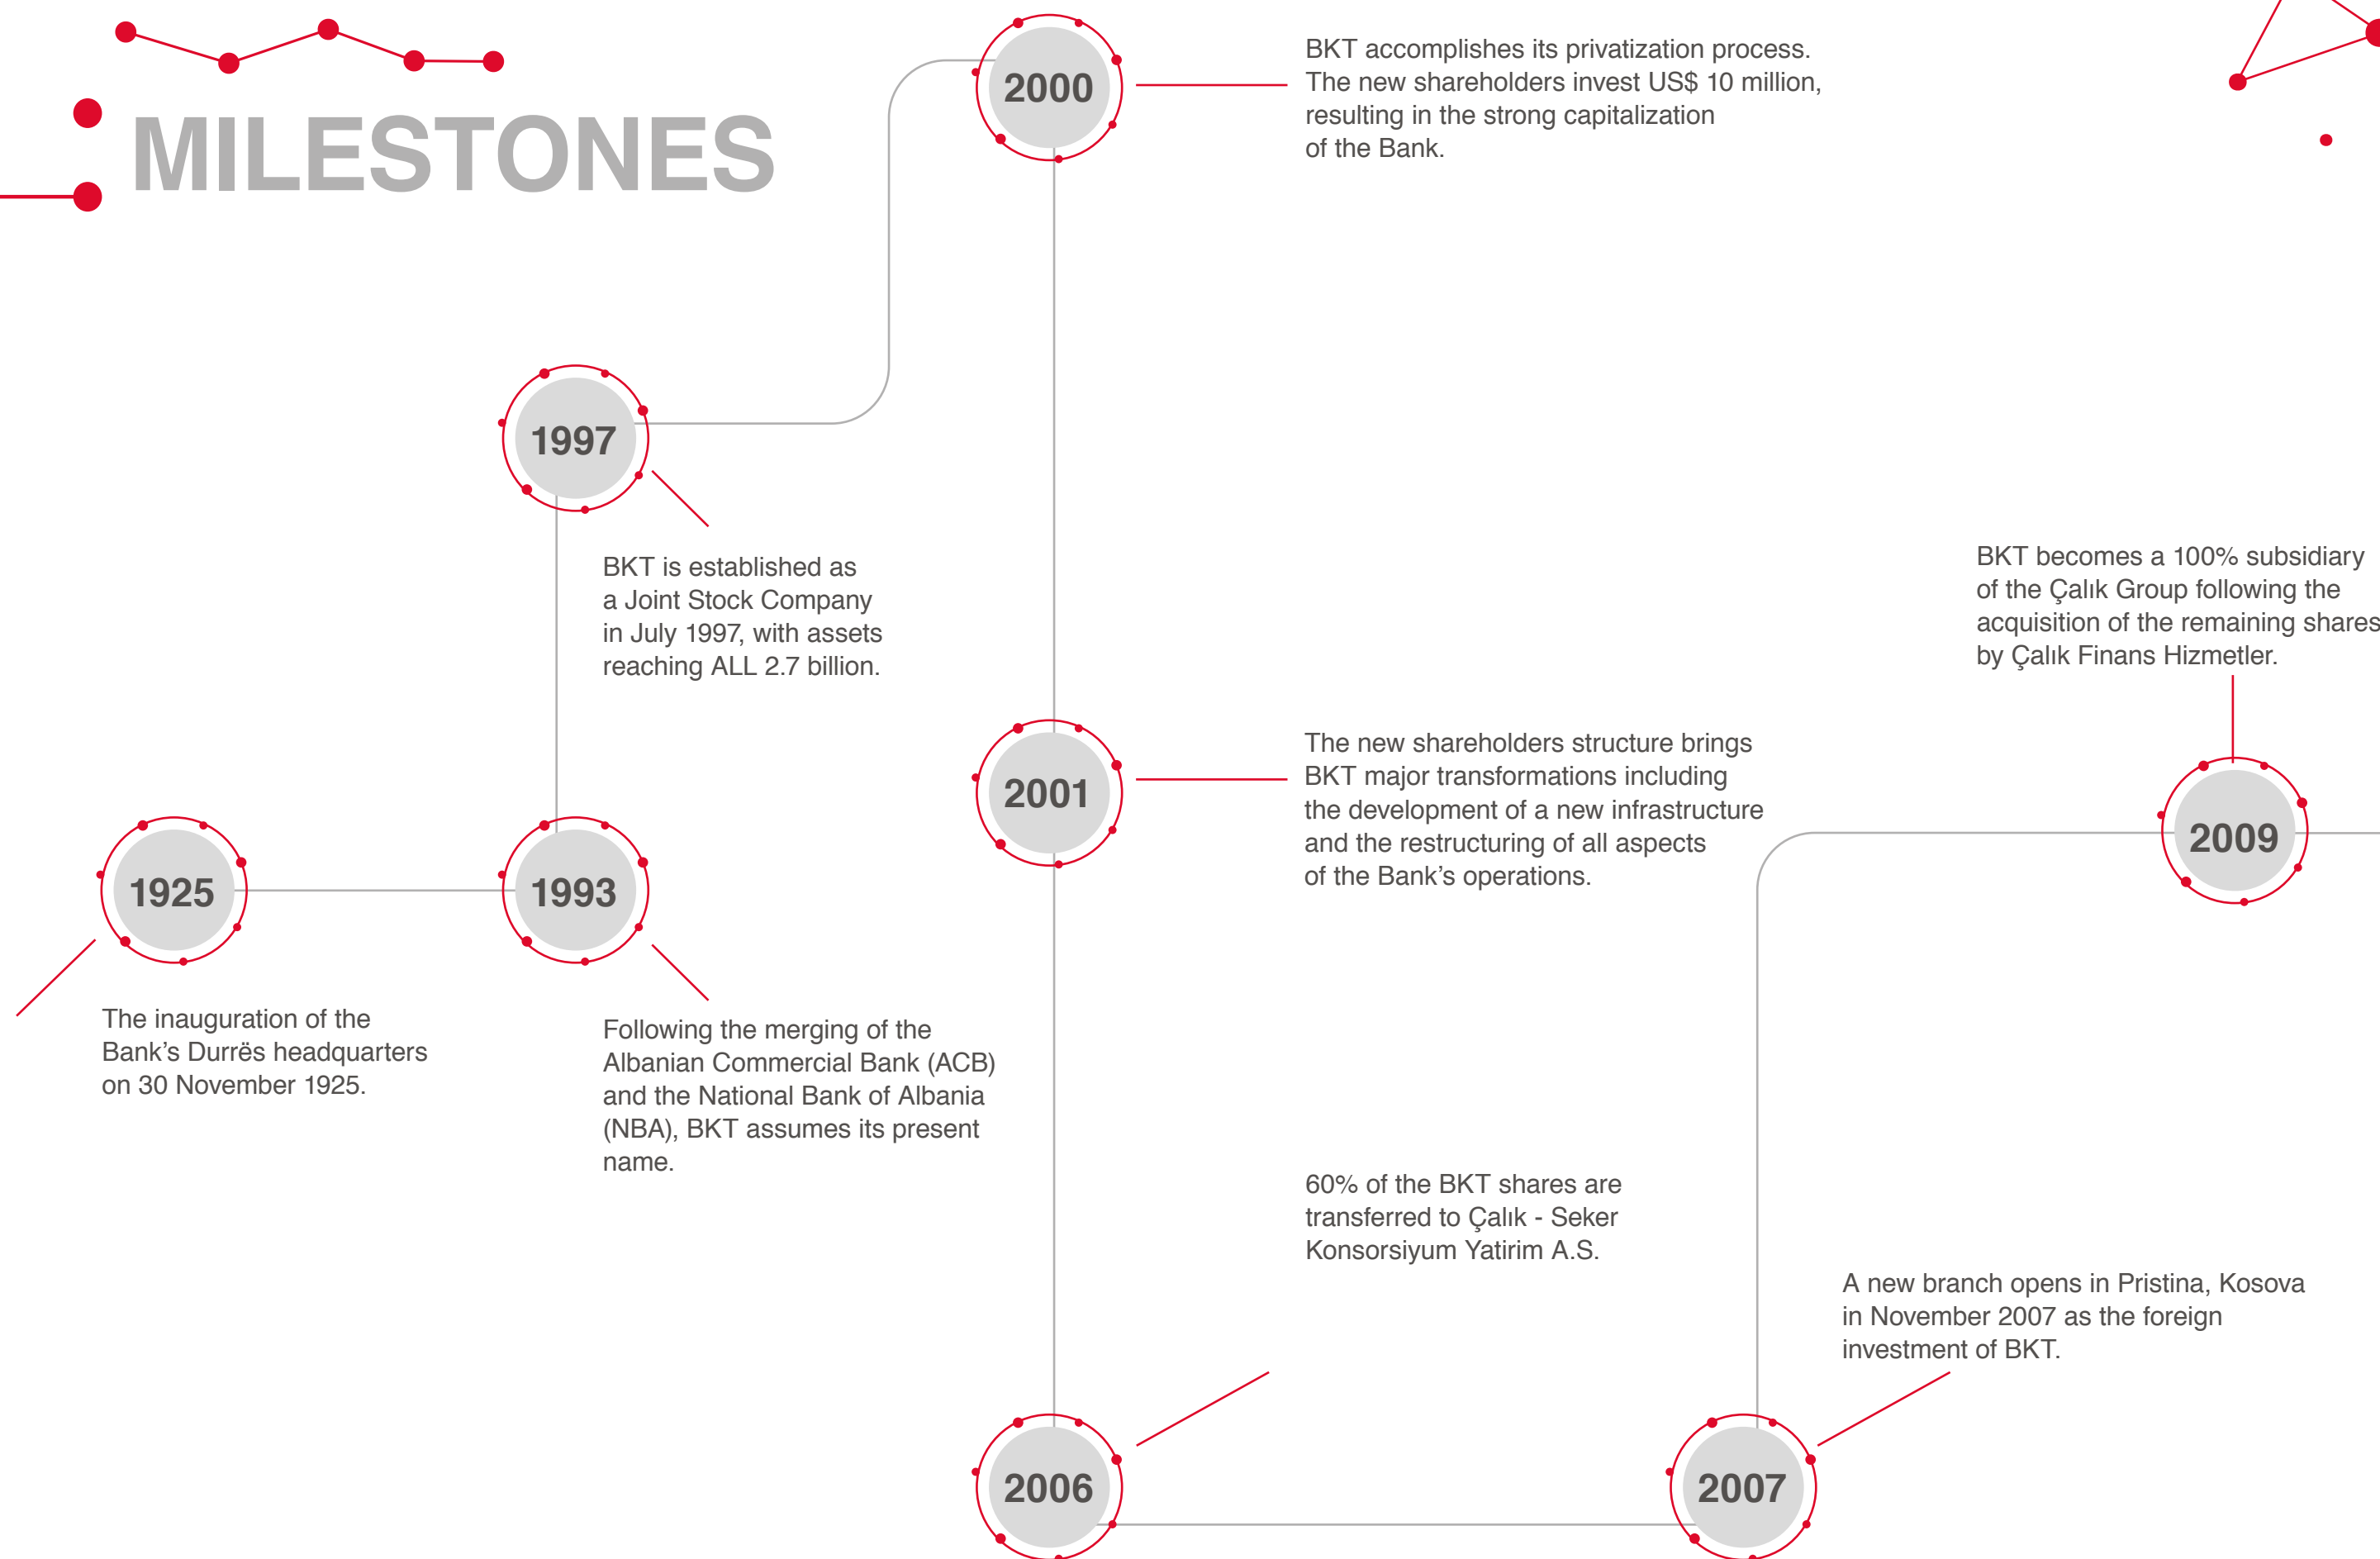 MILESTONES
1925
The inauguration of the
Bank’s Durrës headquarters
on 30 November 1925.
1993
Following the merging of the
Albanian Commercial Bank (ACB)
and the National Bank of Albania
(NBA), BKT assumes its present
name.
1997
BKT is established as
a Joint Stock Company
in July 1997, with assets
reaching ALL 2.7 billion.
2000
BKT accomplishes its privatization process.
The new shareholders invest US$ 10 million,
resulting in the strong capitalization
of the Bank.
2001
The new shareholders structure brings
BKT major transformations including
the development of a new infrastructure
and the restructuring of all aspects
of the Bank’s operations.
2006
60% of the BKT shares are
transferred to Çalık - Seker
Konsorsiyum Yatirim A.S.
2007
A new branch opens in Pristina, Kosova
in November 2007 as the foreign
investment of BKT.
2009
BKT becomes a 100% subsidiary
of the Çalık Group following the
acquisition of the remaining shares
by Çalık Finans Hizmetler.